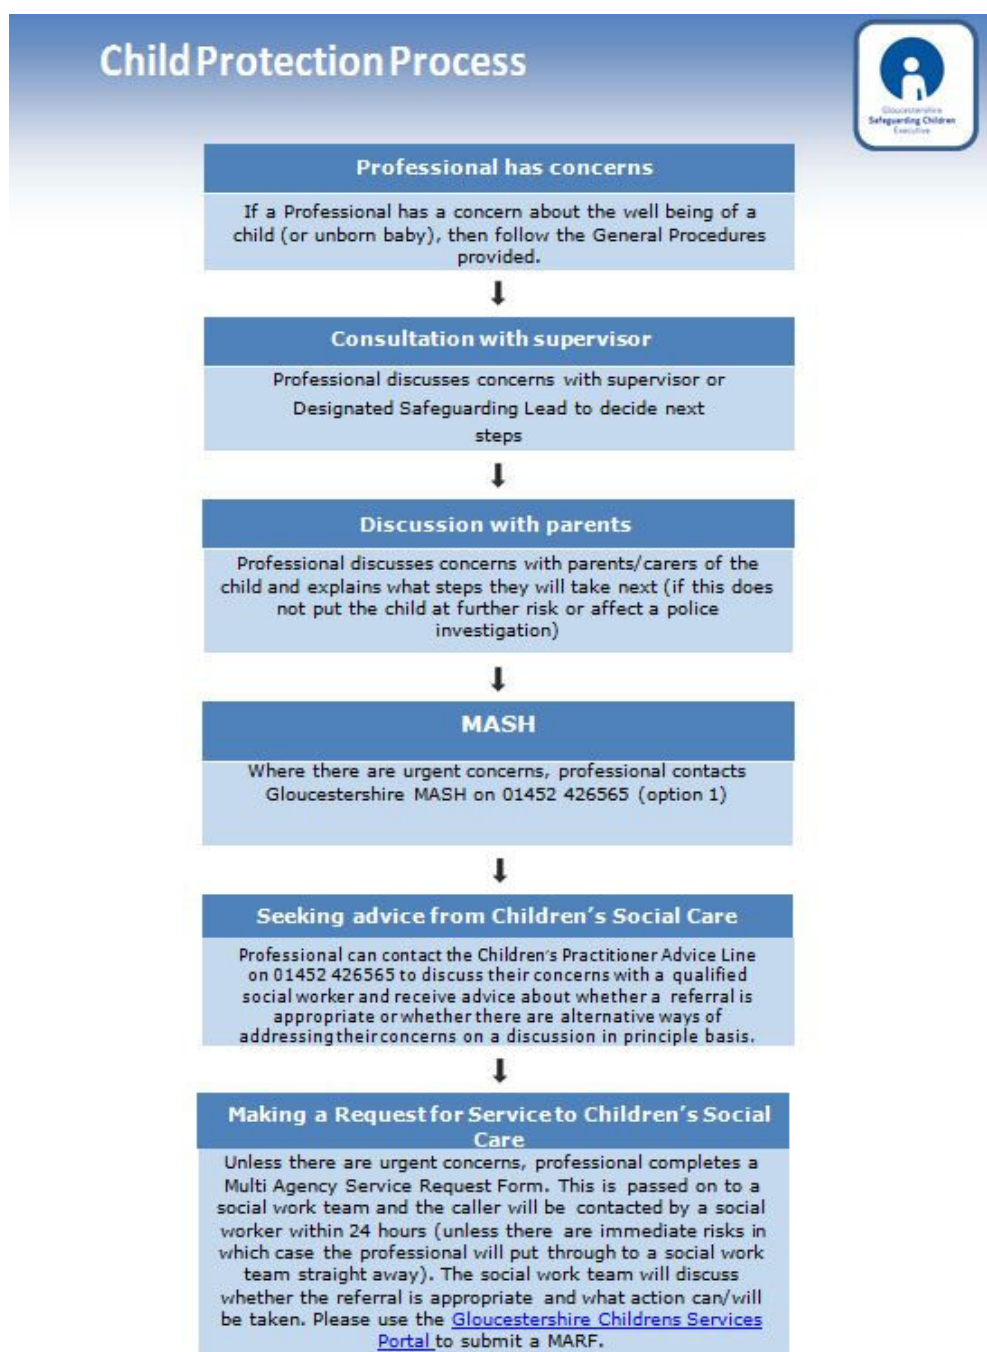 Child Protection Process
Gloucestershire
Safeguarding Children
Executive
Professional has concerns
If a Professional has a concern about the well being of a
child (or unborn baby), then follow the General Procedures
provided.
Consultation with supervisor
Professional discusses concerns with supervisor or
Designated Safeguarding Lead to decide next
steps
Discussion with parents
Professional discusses concerns with parents/carers of the
child and explains what steps they will take next (if this does
not put the child at further risk or affect a police
investigation)
MASH
Where there are urgent concerns, professional contacts
Gloucestershire MASH on 01452 426565 (option 1)
Seeking advice from Children's Social Care
Professional can contact the Children's Practitioner Advice Line
on 01452 426565 to discuss their concerns with a qualified
social worker and receive advice about whether a referral is
appropriate or whether there are alternative ways of
addressing their concerns on a discussion in principle basis.
Making a Request for Service to Children's Social
Care
Unless there are urgent concerns, professional completes a
Multi Agency Service Request Form. This is passed on to a
social work team and the caller will be contacted by a social
worker within 24 hours (unless there are immediate risks in
which case the professional will put through to a social work
team straight away). The social work team will discuss
whether the referral is appropriate and what action can/will
be taken. Please use the Gloucestershire Childrens Services
Portal to submit a MARF.